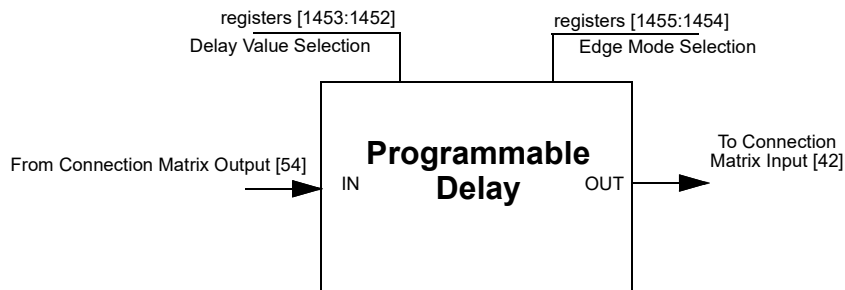 registers [1453:1452]
Delay Value Selection
registers [1455:1454]
Edge Mode Selection
From Connection Matrix Output [54]
IN
Programmable
Delay
OUT
To Connection
Matrix Input [42]